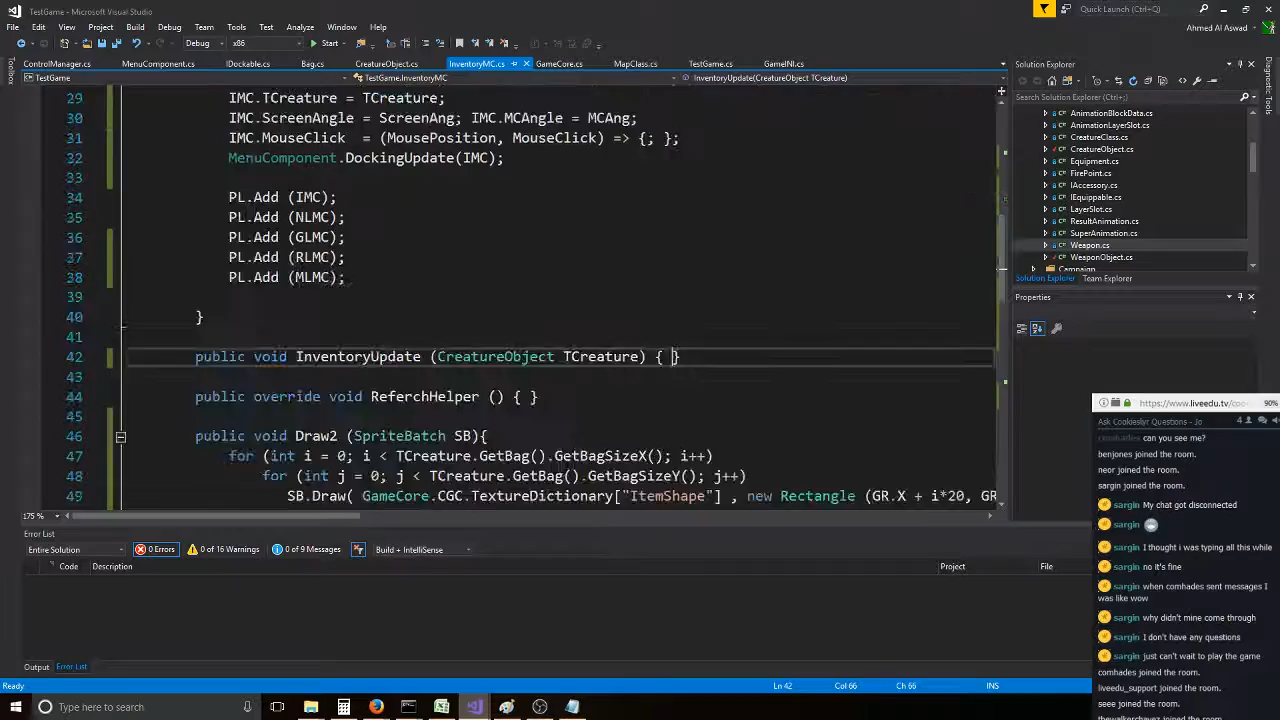 TestGame - Microsoft Visual Studio
Quick Launch (Ctrl+Q)
File Edit View Project Build Debug Team Tools Test Analyze Window Help
Ahmed Al Aswad
Debug x86 Start
Toolbox
ControlManager.cs MenuComponent.cs IDockable.cs Bag.cs CreatureObject.cs InventoryMC.cs GameCore.cs MapClass.cs TestGame.cs GameINI.cs
TestGame TestGame.InventoryMC InventoryUpdate(CreatureObject TCreature)
29 IMC.TCreature = TCreature;
30 IMC.ScreenAngle = ScreenAng; IMC.MCAngle = MCAng;
31 IMC.MouseClick = (MousePosition, MouseClick) => {; };
32 MenuComponent.DockingUpdate(IMC);
33
34 PL.Add (IMC);
35 PL.Add (NLMC);
36 PL.Add (GLMC);
37 PL.Add (RLMC);
38 PL.Add (MLMC);
39
40 }
41
42 public void InventoryUpdate (CreatureObject TCreature) { }
43
44 public override void ReferchHelper () { }
45
46 public void Draw2 (SpriteBatch SB){
47 for (int i = 0; i < TCreature.GetBag().GetBagSizeX(); i++)
48 for (int j = 0; j < TCreature.GetBag().GetBagSizeY(); j++)
49 SB.Draw( GameCore.CGC.TextureDictionary["ItemShape"] , new Rectangle (GR.X + i*20, GR
175 %
Solution Explorer
Search Solution Explorer (Ctrl+;)
AnimationBlockData.cs
AnimationLayerSlot.cs
CreatureClass.cs
CreatureObject.cs
Equipment.cs
FirePoint.cs
IAccessory.cs
IEquippable.cs
LayerSlot.cs
ResultAnimation.cs
SuperAnimation.cs
Weapon.cs
WeaponObject.cs
Campaign
Solution Explorer Team Explorer
Properties
Diagnostic Tools
Error List
Entire Solution 0 Errors 0 of 16 Warnings 0 of 9 Messages Build + IntelliSense
Code Description Project File
Output Error List
Ready Ln 42 Col 66 Ch 66 INS
Type here to search
https://www.liveedu.tv/coo 90%
Ask Cookieslyr Questions - Jo 4
comhades can you see me?
benjones joined the room.
neor joined the room.
sargin joined the room.
sargin My chat got disconnected
sargin
sargin I thought i was typing all this while
sargin no it's fine
sargin when comhades sent messages I
was like wow
sargin why didn't mine come through
sargin I don't have any questions
sargin just can't wait to play the game
comhades joined the room.
liveedu_support joined the room.
seee joined the room.